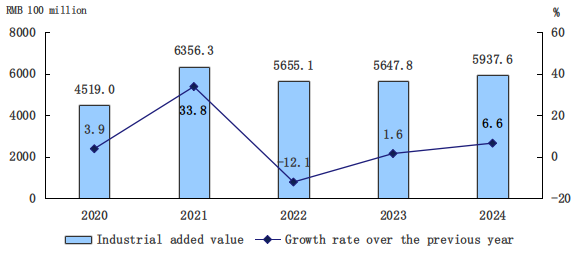 RMB 100 million %
8000 60
6356.3
5655.1 5647.8 5937.6
6000 40
4519.0
4000 3.9 33.8 1.6 6.6 20
2000 -12.1 0
0 -20
2020 2021 2022 2023 2024
Industrial added value Growth rate over the previous year